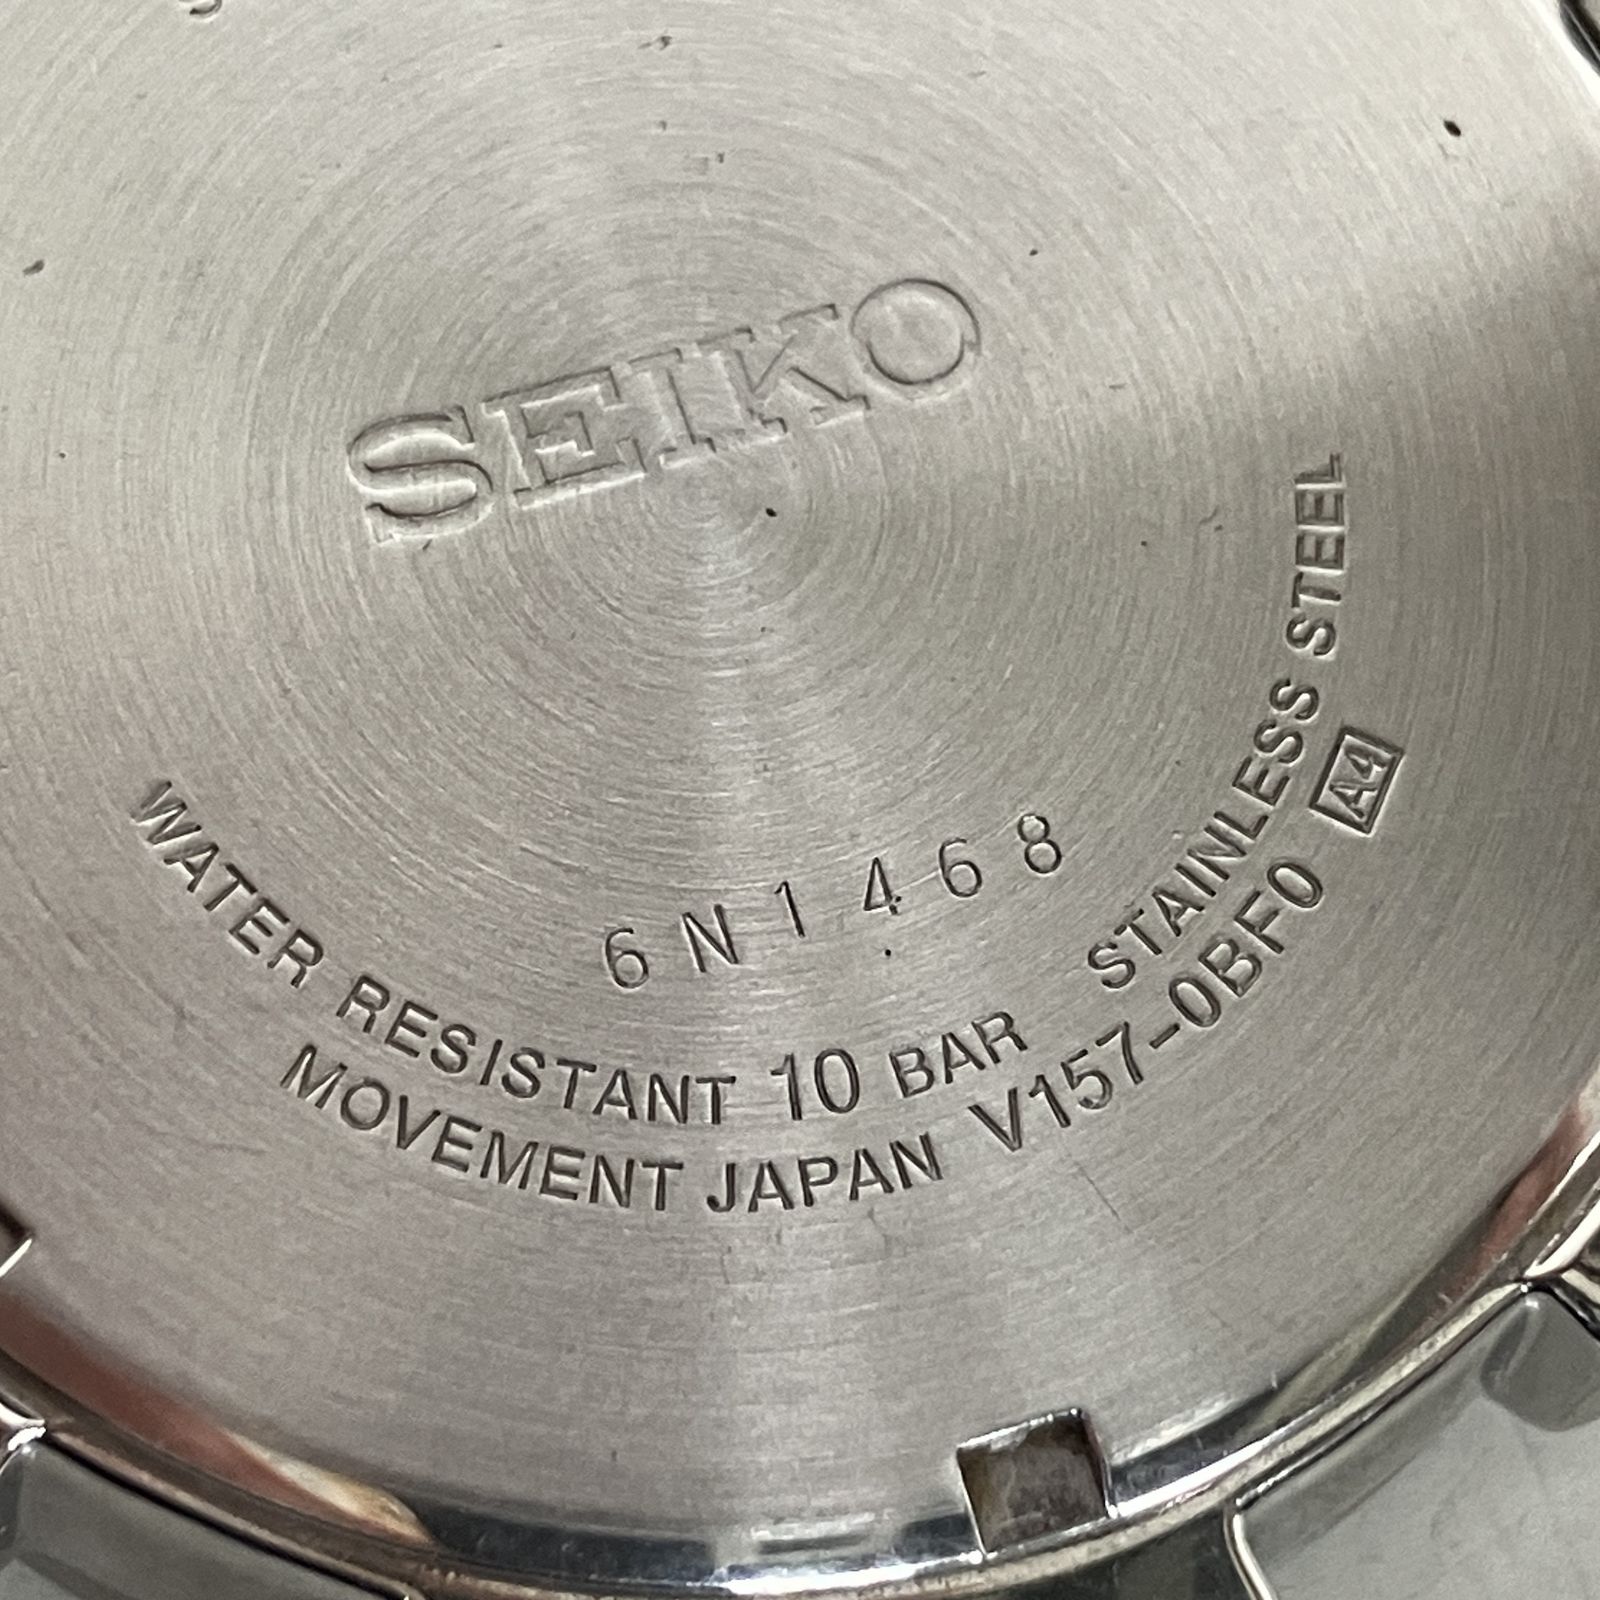 SEIKO
6N1468
WATER RESISTANT 10 BAR STAINLESS STEEL
MOVEMENT JAPAN V157-0BF0 A4